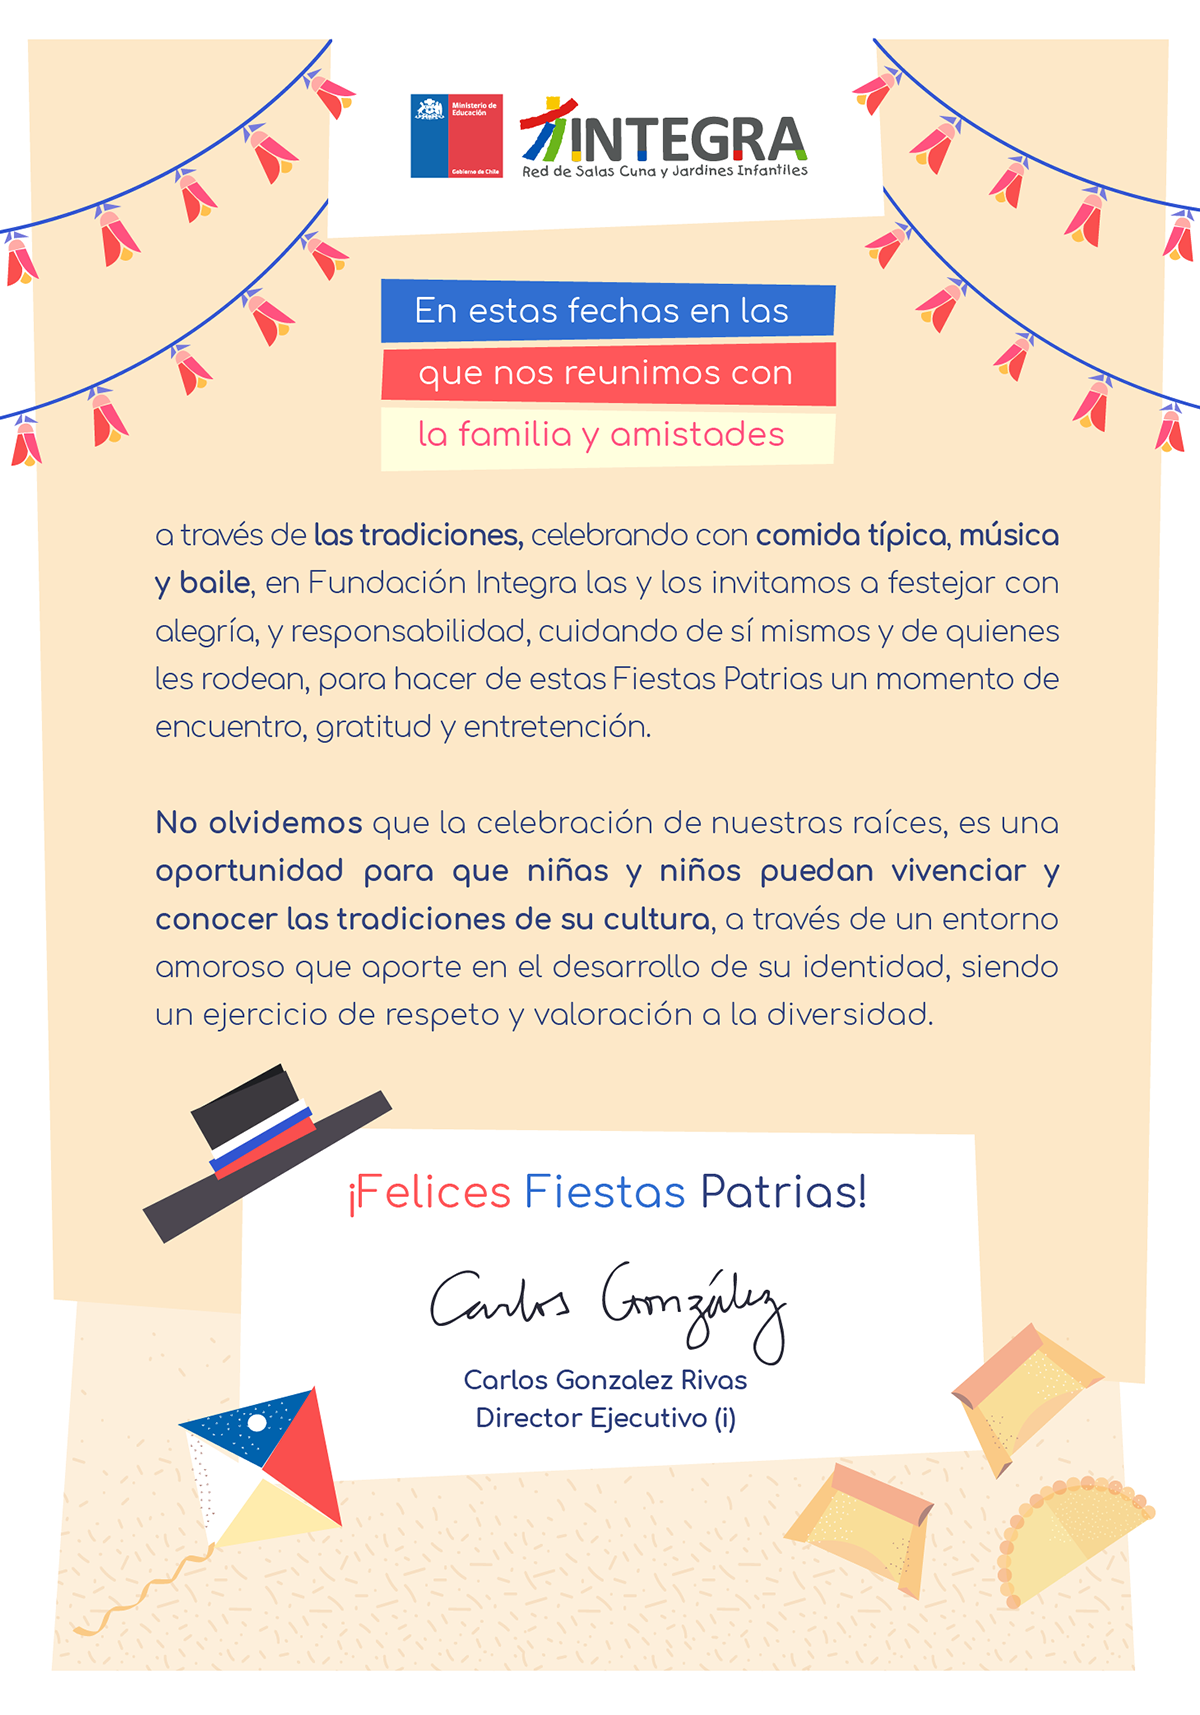 Ministerio de
Educación
Gobierno de Chile
INTEGRA
Red de Salas Cuna y Jardines Infantiles
En estas fechas en las
que nos reunimos con
la familia y amistades
a través de las tradiciones, celebrando con comida típica, música
y baile, en Fundación Integra las y los invitamos a festejar con
alegría, y responsabilidad, cuidando de sí mismos y de quienes
les rodean, para hacer de estas Fiestas Patrias un momento de
encuentro, gratitud y entretención.
No olvidemos que la celebración de nuestras raíces, es una
oportunidad para que niñas y niños puedan vivenciar y
conocer las tradiciones de su cultura, a través de un entorno
amoroso que aporte en el desarrollo de su identidad, siendo
un ejercicio de respeto y valoración a la diversidad.
¡Felices Fiestas Patrias!
Carlos González
Carlos Gonzalez Rivas
Director Ejecutivo (i)